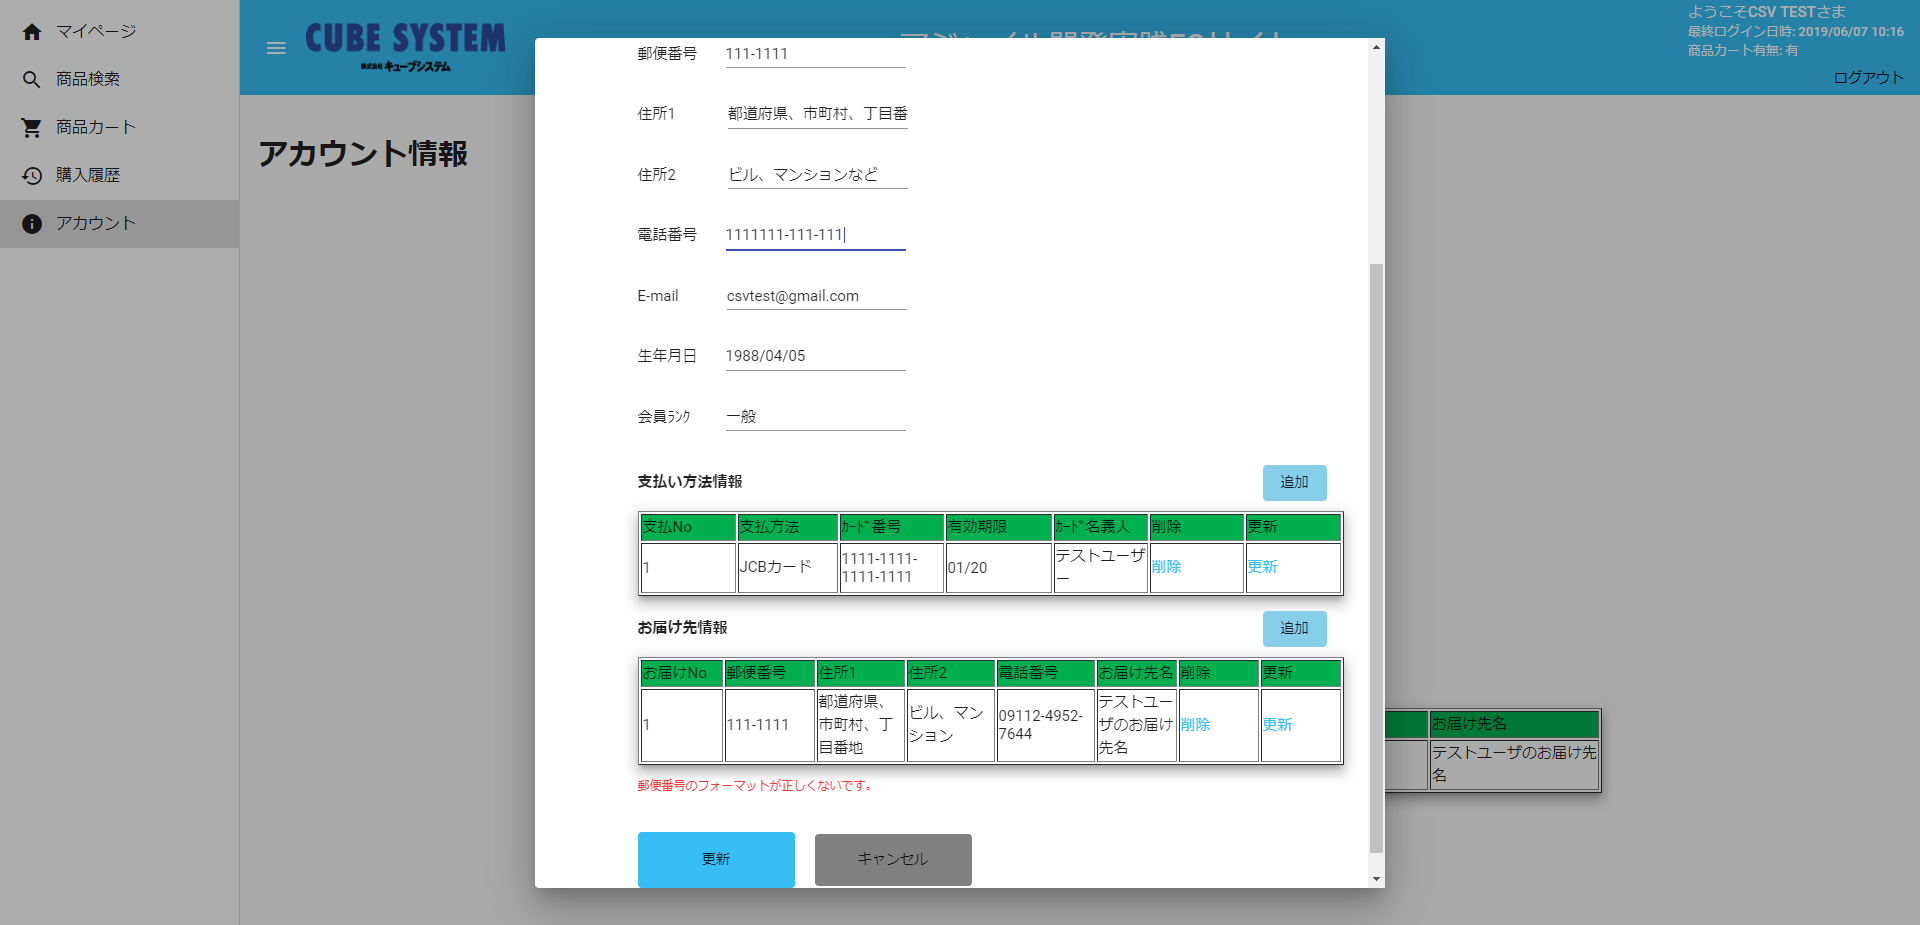 マイページ
商品検索
商品カート
購入履歴
アカウント
CUBE SYSTEM
株式会社 キューブシステム
ようこそCSV TESTさま
最終ログイン日時: 2019/06/07 10:16
商品カート有無: 有
ログアウト
アカウント情報
郵便番号 111-1111
住所1 都道府県、市町村、丁目番
住所2 ビル、マンションなど
電話番号 1111111-111-111
E-mail csvtest@gmail.com
生年月日 1988/04/05
会員ﾗﾝｸ 一般
支払い方法情報 追加
支払No 支払方法 ｶｰﾄﾞ番号 有効期限 ｶｰﾄﾞ名義人 削除 更新
1 JCBカード 1111-1111-1111-1111 01/20 テストユーザー 削除 更新
お届け先情報 追加
お届けNo 郵便番号 住所1 住所2 電話番号 お届け先名 削除 更新
1 111-1111 都道府県、市町村、丁目番地 ビル、マンション 09112-4952-7644 テストユーザのお届け先名 削除 更新
郵便番号のフォーマットが正しくないです。
更新 キャンセル
お届け先名
テストユーザのお届け先名